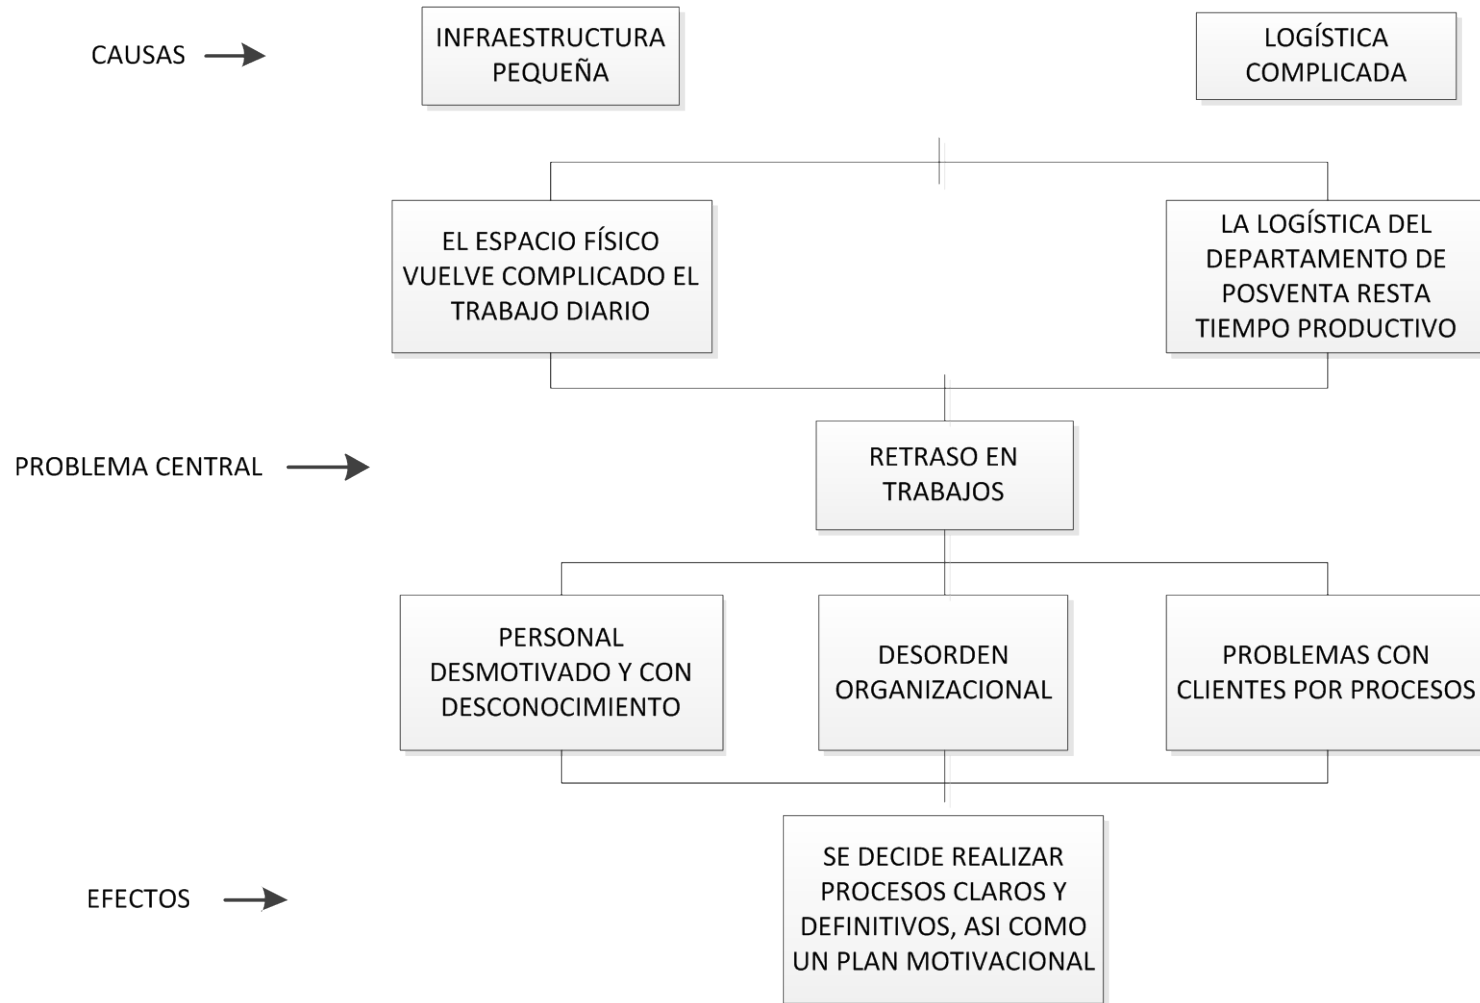 CAUSAS
INFRAESTRUCTURA
PEQUEÑA
LOGÍSTICA
COMPLICADA
EL ESPACIO FÍSICO
VUELVE COMPLICADO EL
TRABAJO DIARIO
LA LOGÍSTICA DEL
DEPARTAMENTO DE
POSVENTA RESTA
TIEMPO PRODUCTIVO
PROBLEMA CENTRAL
RETRASO EN
TRABAJOS
PERSONAL
DESMOTIVADO Y CON
DESCONOCIMIENTO
DESORDEN
ORGANIZACIONAL
PROBLEMAS CON
CLIENTES POR PROCESOS
EFECTOS
SE DECIDE REALIZAR
PROCESOS CLAROS Y
DEFINITIVOS, ASI COMO
UN PLAN MOTIVACIONAL